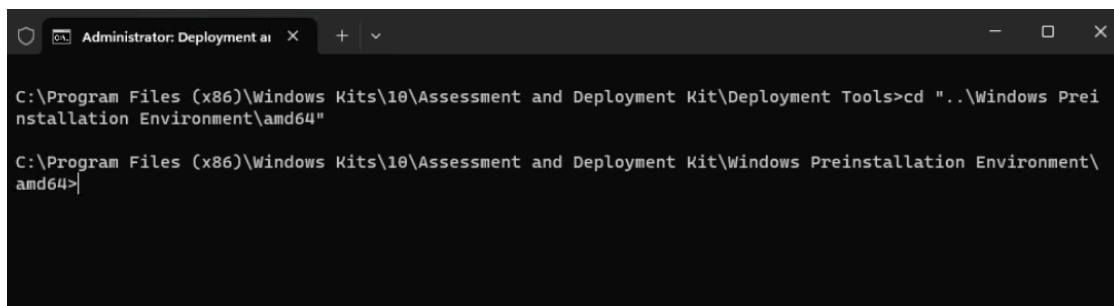 Administrator: Deployment ar
C:\Program Files (x86)\Windows Kits\10\Assessment and Deployment Kit\Deployment Tools>cd "..\Windows Prei
nstallation Environment\amd64"
C:\Program Files (x86)\Windows Kits\10\Assessment and Deployment Kit\Windows Preinstallation Environment\
amd64>